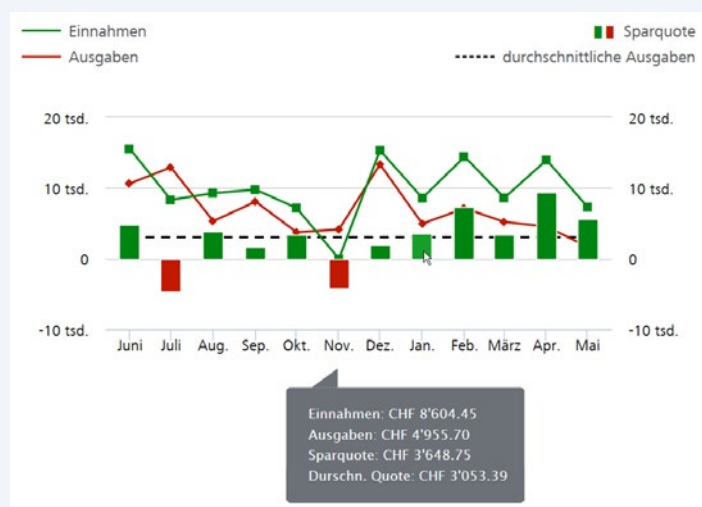 Einnahmen
Ausgaben
Sparquote
durchschnittliche Ausgaben
20 tsd.
20 tsd.
10 tsd.
10 tsd.
0
0
-10 tsd.
-10 tsd.
Juni Juli Aug. Sep. Okt. Nov. Dez. Jan. Feb. März Apr. Mai
Einnahmen: CHF 8'604.45
Ausgaben: CHF 4'955.70
Sparquote: CHF 3'648.75
Durschn. Quote: CHF 3'053.39